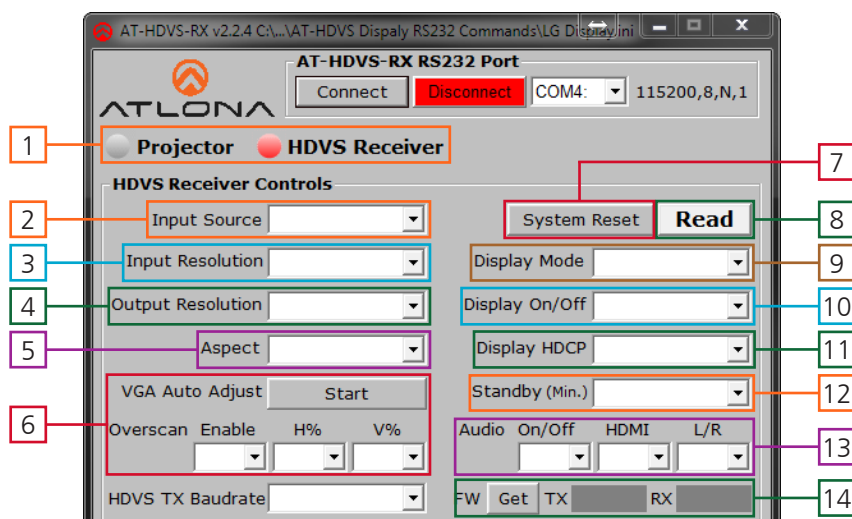 AT-HDVS-RX v2.2.4 C:\...\AT-HDVS Dispaly RS232 Commands\LG Display.ini
AT-HDVS-RX RS232 Port
Connect Disconnect COM4: 115200,8,N,1
ATLONA
1 Projector HDVS Receiver
7
HDVS Receiver Controls
2 Input Source System Reset Read 8
3 Input Resolution Display Mode 9
4 Output Resolution Display On/Off 10
5 Aspect Display HDCP 11
VGA Auto Adjust Start Standby (Min.) 12
6 Overscan Enable H% V% Audio On/Off HDMI L/R 13
HDVS TX Baudrate FW Get TX RX 14